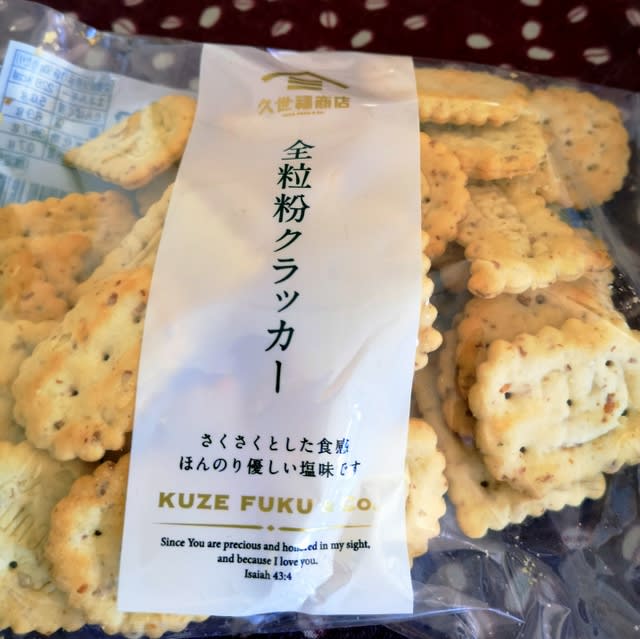 久世福商店
全粒粉クラッカー
さくさくとした食感
ほんのり優しい塩味です
KUZE FUKU & Co.
Since You are precious and honored in my sight,
and because I love you.
Isaiah 43:4